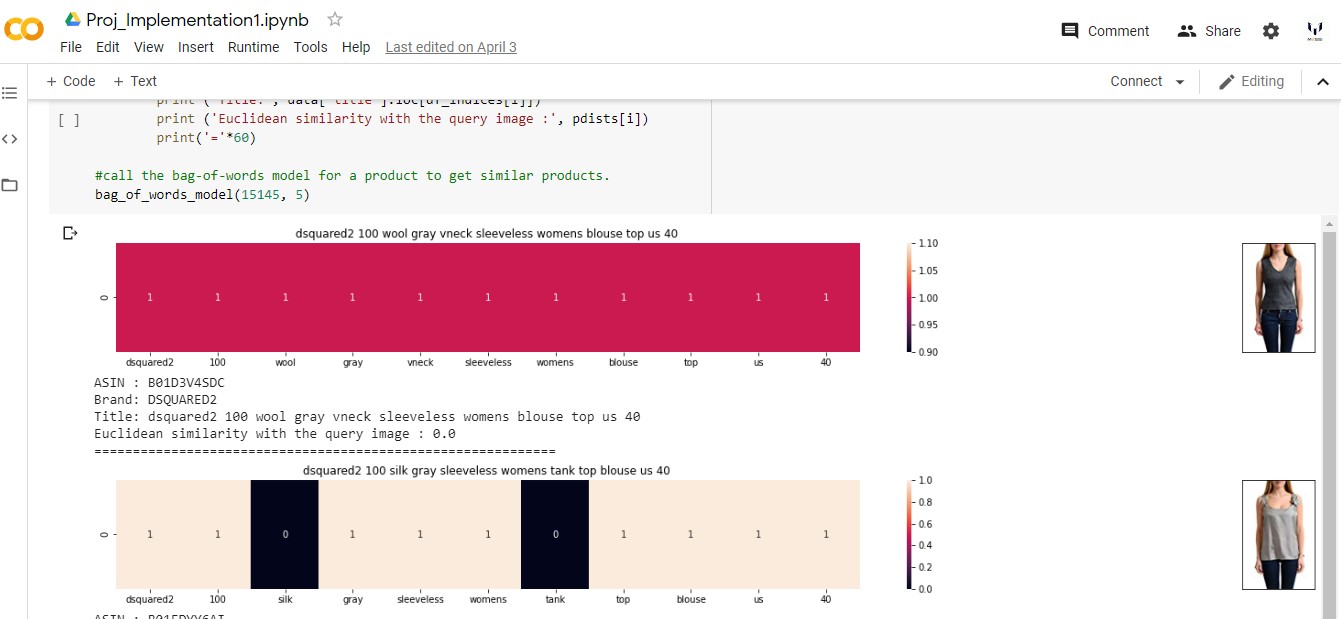 Proj_Implementation1.ipynb
Comment
Share
File Edit View Insert Runtime Tools Help Last edited on April 3
+ Code + Text
Connect
Editing
print ('Title:', data['title'].loc[df_indices[i]])
[ ]
print ('Euclidean similarity with the query image :', pdists[i])
print('='*60)
#call the bag-of-words model for a product to get similar products.
bag_of_words_model(15145, 5)
dsquared2 100 wool gray vneck sleeveless womens blouse top us 40
0
1 1 1 1 1 1 1 1 1 1 1
dsquared2 100 wool gray vneck sleeveless womens blouse top us 40
1.10
1.05
1.00
0.95
0.90
ASIN : B01D3V4SDC
Brand: DSQUARED2
Title: dsquared2 100 wool gray vneck sleeveless womens blouse top us 40
Euclidean similarity with the query image : 0.0
============================================================
dsquared2 100 silk gray sleeveless womens tank top blouse us 40
0
1 1 0 1 1 1 0 1 1 1 1
dsquared2 100 silk gray sleeveless womens tank top blouse us 40
1.0
0.8
0.6
0.4
0.2
0.0
ASIN :